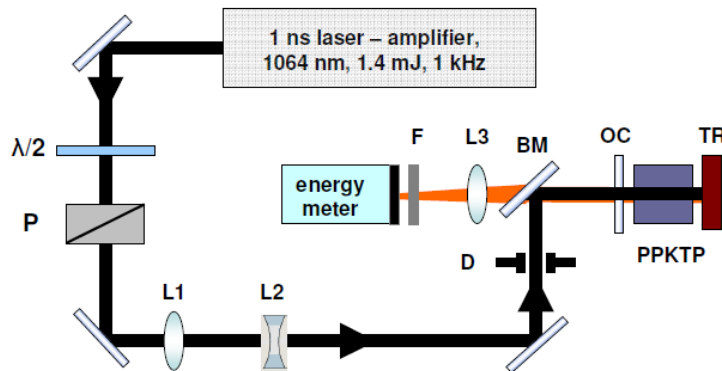 1 ns laser – amplifier,
1064 nm, 1.4 mJ, 1 kHz
λ/2
F
L3
BM
OC
TR
energy
meter
P
D
PPKTP
L1
L2